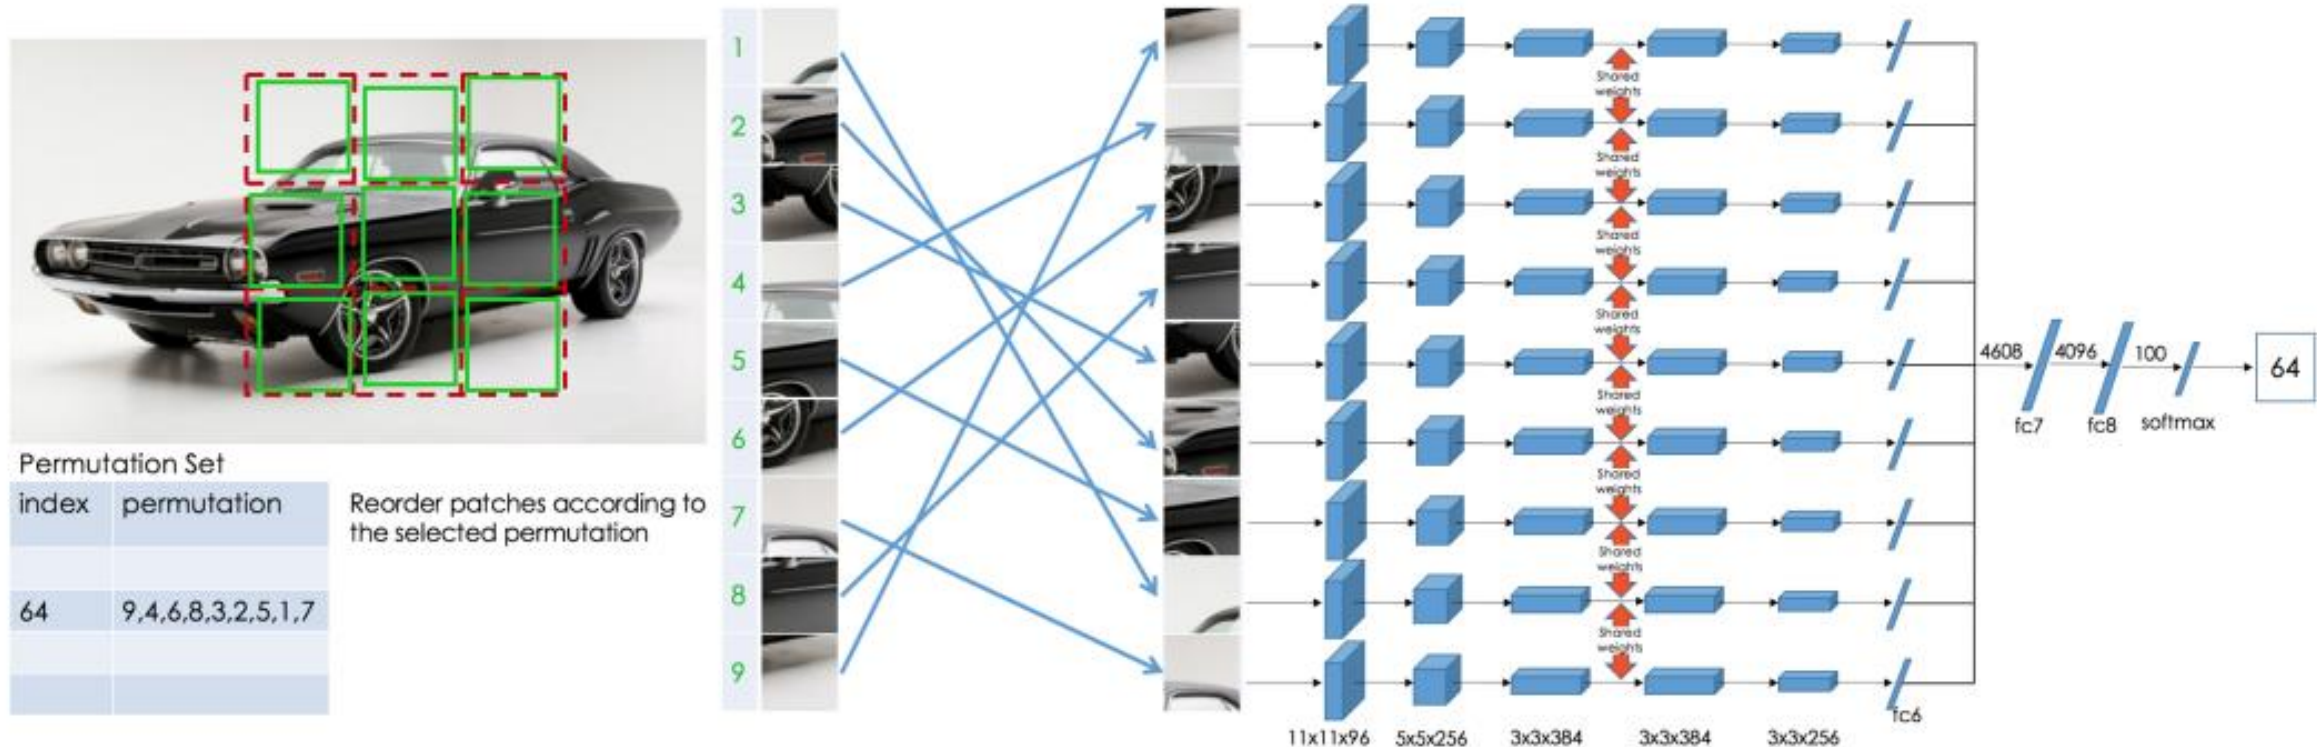 Permutation Set
index permutation
64 9,4,6,8,3,2,5,1,7
Reorder patches according to
the selected permutation
1
2
3
4
5
6
7
8
9
Shared
weights
Shared
weights
Shared
weights
Shared
weights
Shared
weights
Shared
weights
Shared
weights
Shared
weights
11x11x96 5x5x256 3x3x384 3x3x384 3x3x256
fc6
4608 4096 100
fc7 fc8 softmax
64